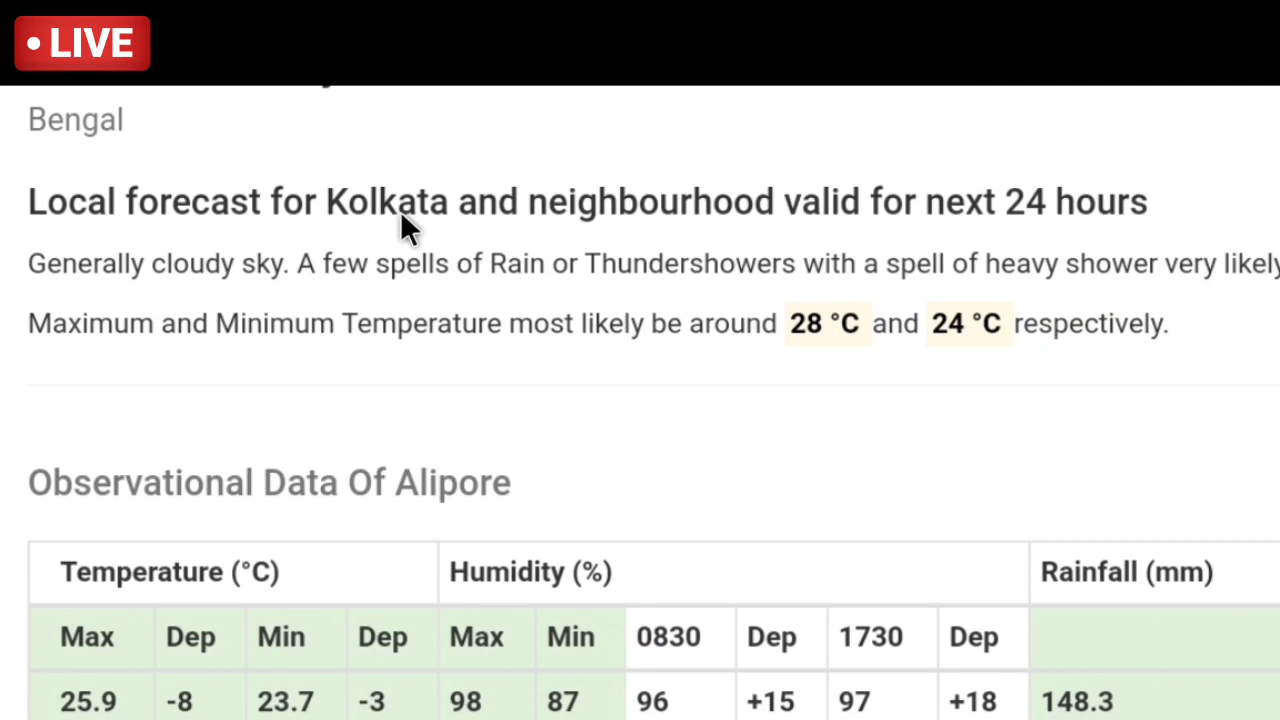 LIVE
Bengal
Local forecast for Kolkata and neighbourhood valid for next 24 hours
Generally cloudy sky. A few spells of Rain or Thundershowers with a spell of heavy shower very likely
Maximum and Minimum Temperature most likely be around 28 °C and 24 °C respectively.
Observational Data Of Alipore
Temperature (°C) Humidity (%) Rainfall (mm)
Max Dep Min Dep Max Min 0830 Dep 1730 Dep
25.9 -8 23.7 -3 98 87 96 +15 97 +18 148.3